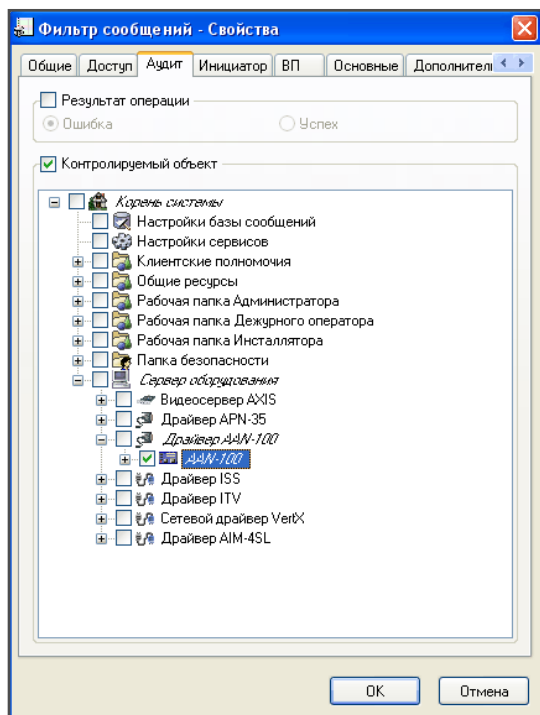 Фильтр сообщений - Свойства
Общие Доступ Аудит Инициатор ВП Основные Дополнител
Результат операции
Ошибка Успех
Контролируемый объект
Корень системы
Настройки базы сообщений
Настройки сервисов
Клиентские полномочия
Общие ресурсы
Рабочая папка Администратора
Рабочая папка Дежурного оператора
Рабочая папка Инсталлятора
Папка безопасности
Сервер оборудования
Видеосервер AXIS
Драйвер APN-35
Драйвер AAN-100
AAN-100
Драйвер ISS
Драйвер ITV
Сетевой драйвер VertX
Драйвер AIM-4SL
OK Отмена